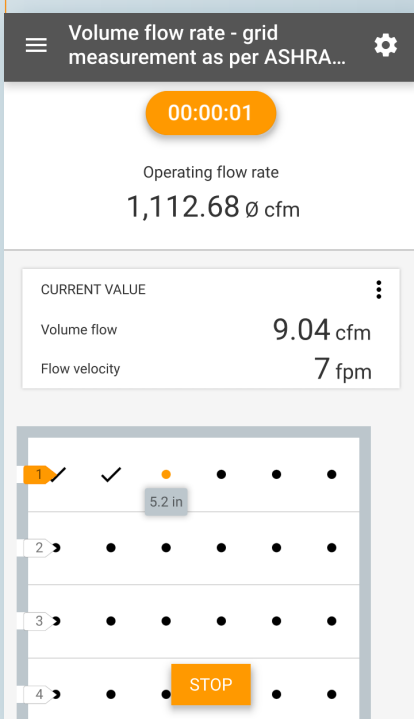 Volume flow rate - grid
measurement as per ASHRA...
00:00:01
Operating flow rate
1,112.68 Ø cfm
CURRENT VALUE
Volume flow 9.04 cfm
Flow velocity 7 fpm
1
5.2 in
2
3
4
STOP